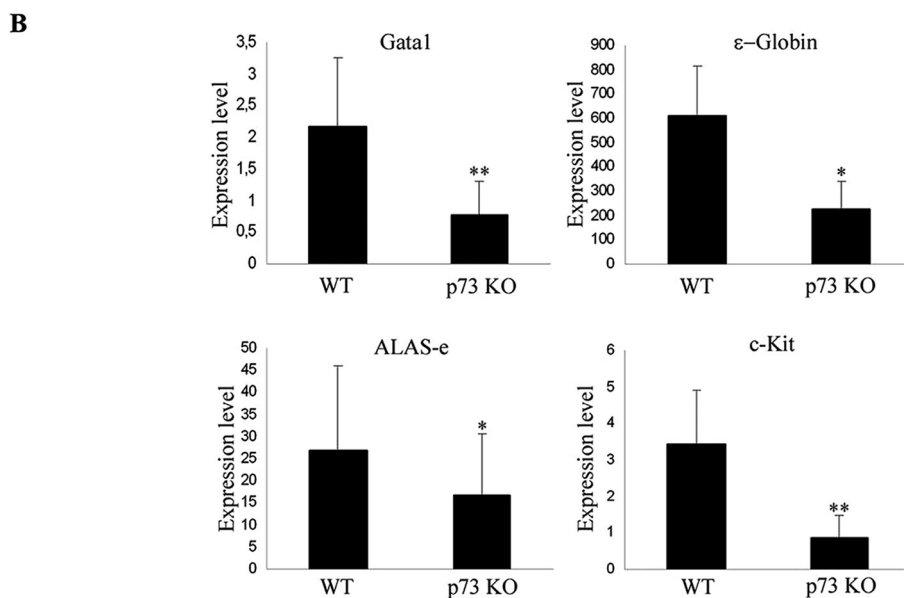 B
Gata1
Expression level
3,5
3
2,5
2
1,5
1
0,5
0
**
WT
p73 KO
ε–Globin
Expression level
900
800
700
600
500
400
300
200
100
0
*
WT
p73 KO
ALAS-e
Expression level
50
45
40
35
30
25
20
15
10
5
0
*
WT
p73 KO
c-Kit
Expression level
6
5
4
3
2
1
0
**
WT
p73 KO